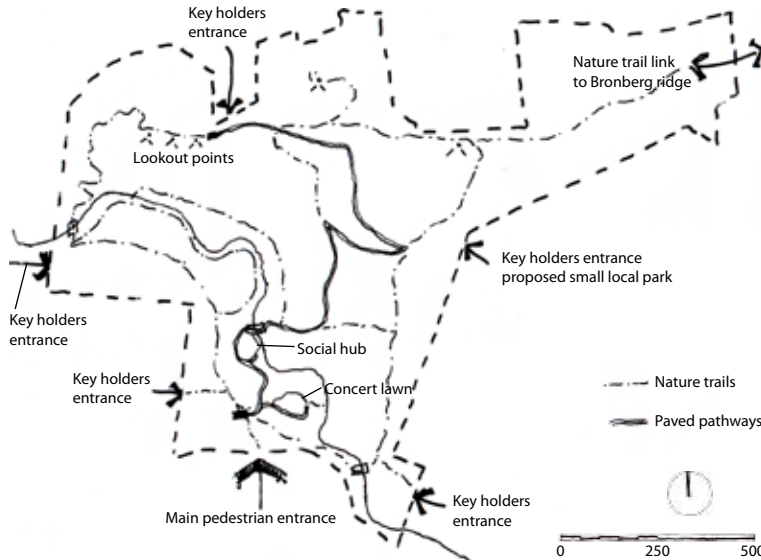 Key holders
entrance
Nature trail link
to Bronberg ridge
Lookout points
Key holders entrance
proposed small local park
Key holders
entrance
Social hub
Key holders
entrance
Concert lawn
Nature trails
Paved pathways
Key holders
entrance
Main pedestrian entrance
0 250 500